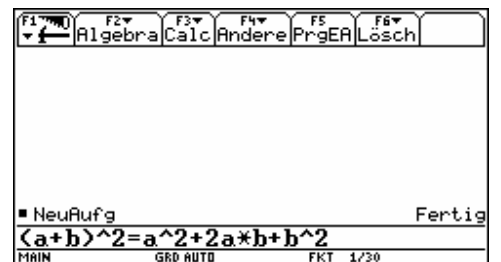 F1 F2 F3 F4 F5 F6
Algebra Calc Andere PrgEA Lösch
NeuAufg Fertig
(a+b)^2=a^2+2a*b+b^2
MAIN GRD AUTO FKT 1/30